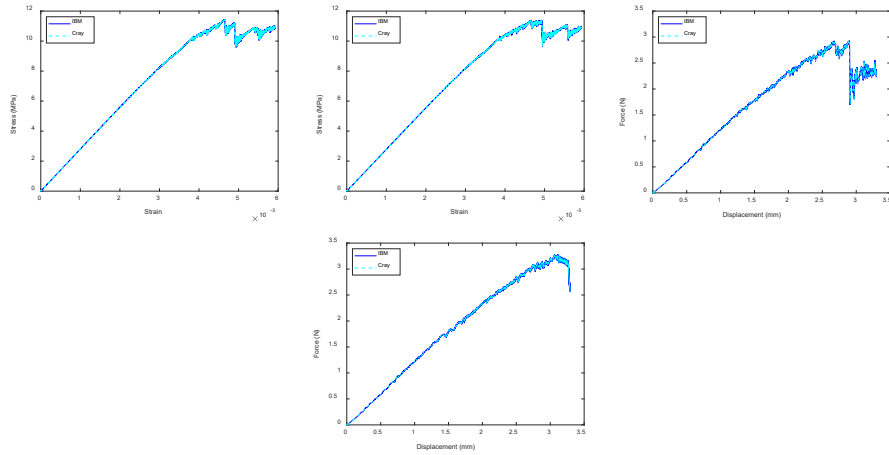 12
10
8
6
4
2
0
Stress (MPa)
IBM
Cray
0 1 2 3 4 5 6
Strain
× 10 -3
12
10
8
6
4
2
0
Stress (MPa)
IBM
Cray
0 1 2 3 4 5 6
Strain
× 10 -3
3.5
3
2.5
2
1.5
1
0.5
0
Force (N)
IBM
Cray
0 0.5 1 1.5 2 2.5 3 3.5
Displacement (mm)
3.5
3
2.5
2
1.5
1
0.5
0
Force (N)
IBM
Cray
0 0.5 1 1.5 2 2.5 3 3.5
Displacement (mm)